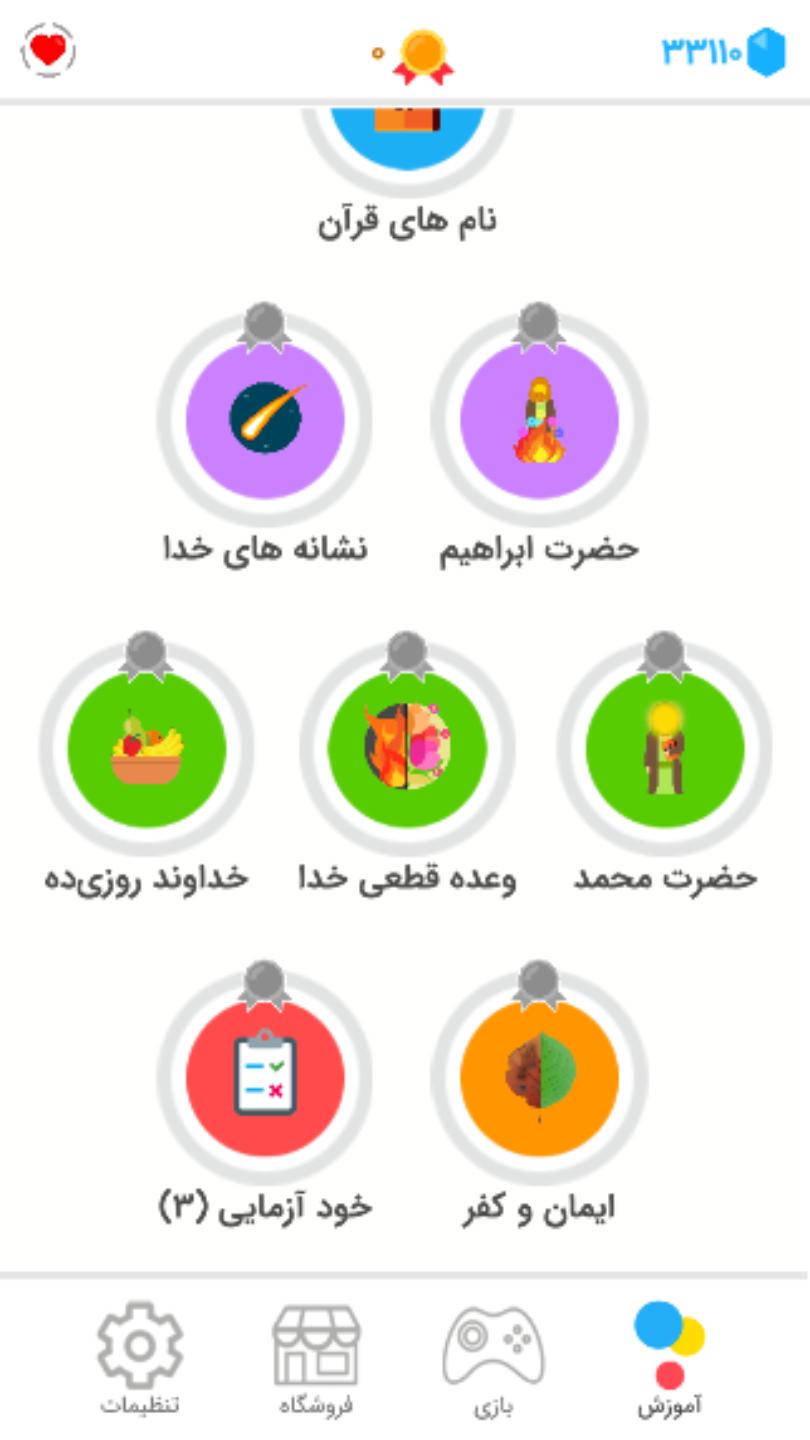 ۳۳۱۱۰
۰
نام های قرآن
حضرت ابراهیم
نشانه های خدا
حضرت محمد
وعده قطعی خدا
خداوند روزی‌ده
ایمان و کفر
خود آزمایی (۳)
آموزش
بازی
فروشگاه
تنظیمات